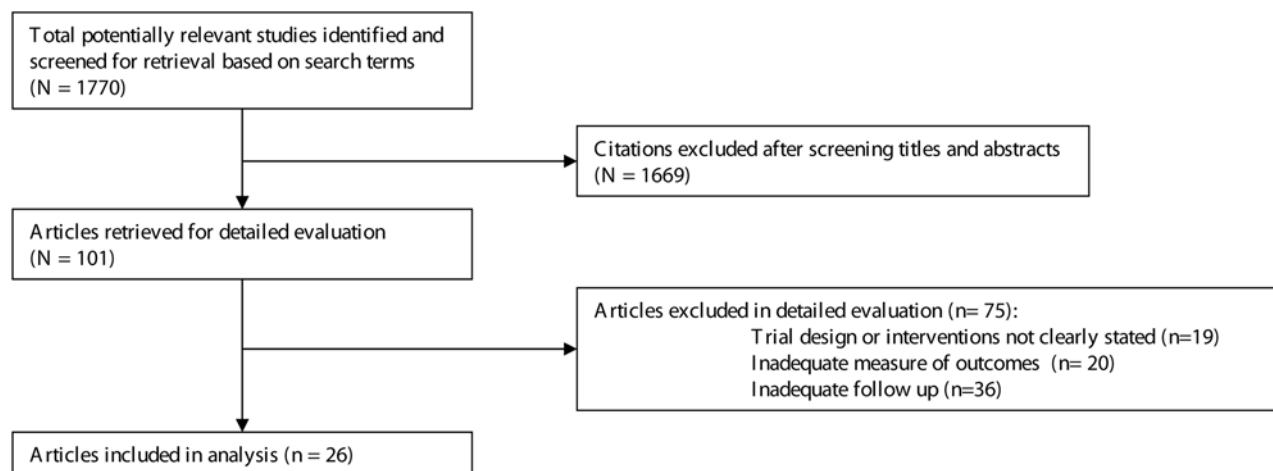 Total potentially relevant studies identified and
screened for retrieval based on search terms
(N = 1770)
Citations excluded after screening titles and abstracts
(N = 1669)
Articles retrieved for detailed evaluation
(N = 101)
Articles excluded in detailed evaluation (n= 75):
Trial design or interventions not clearly stated (n=19)
Inadequate measure of outcomes (n= 20)
Inadequate follow up (n=36)
Articles included in analysis (n = 26)